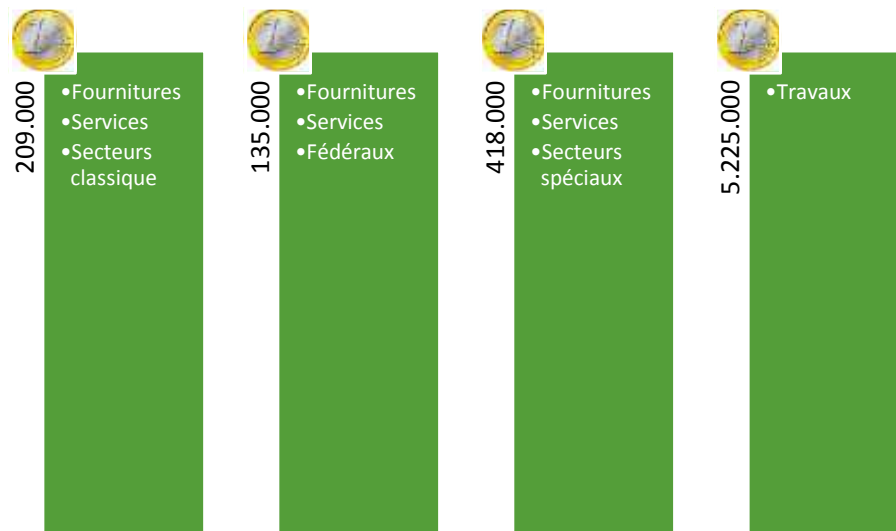 209.000
•Fournitures
•Services
•Secteurs
classique
135.000
•Fournitures
•Services
•Fédéraux
418.000
•Fournitures
•Services
•Secteurs
spéciaux
5.225.000
•Travaux